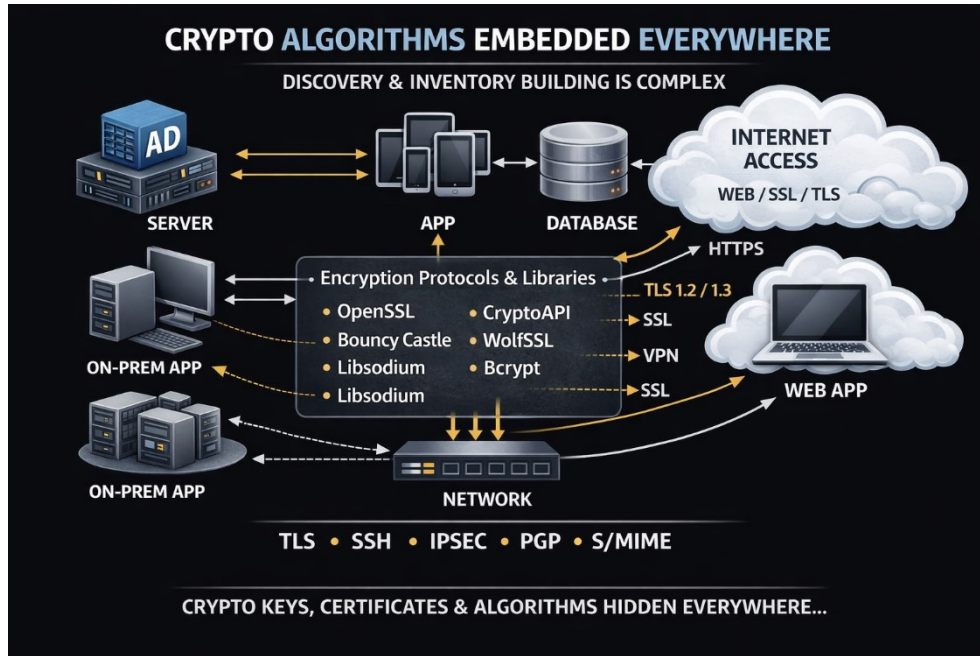 CRYPTO ALGORITHMS EMBEDDED EVERYWHERE
DISCOVERY & INVENTORY BUILDING IS COMPLEX
AD
SERVER
APP
DATABASE
INTERNET
ACCESS
WEB / SSL / TLS
HTTPS
ON-PREM APP
Encryption Protocols & Libraries
• OpenSSL
• Bouncy Castle
• Libsodium
• Libsodium
• CryptoAPI
• WolfSSL
• Bcrypt
TLS 1.2 / 1.3
SSL
VPN
SSL
WEB APP
ON-PREM APP
NETWORK
TLS • SSH • IPSEC • PGP • S/MIME
CRYPTO KEYS, CERTIFICATES & ALGORITHMS HIDDEN EVERYWHERE...